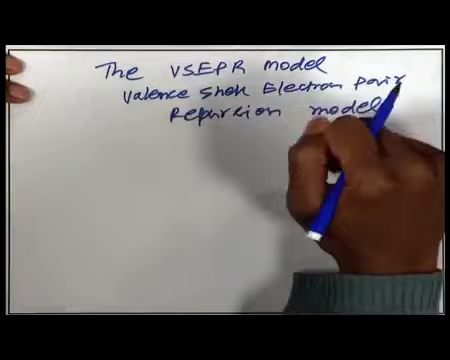 The VSEPR model
Valence Shell Electron Pair
Repulsion model